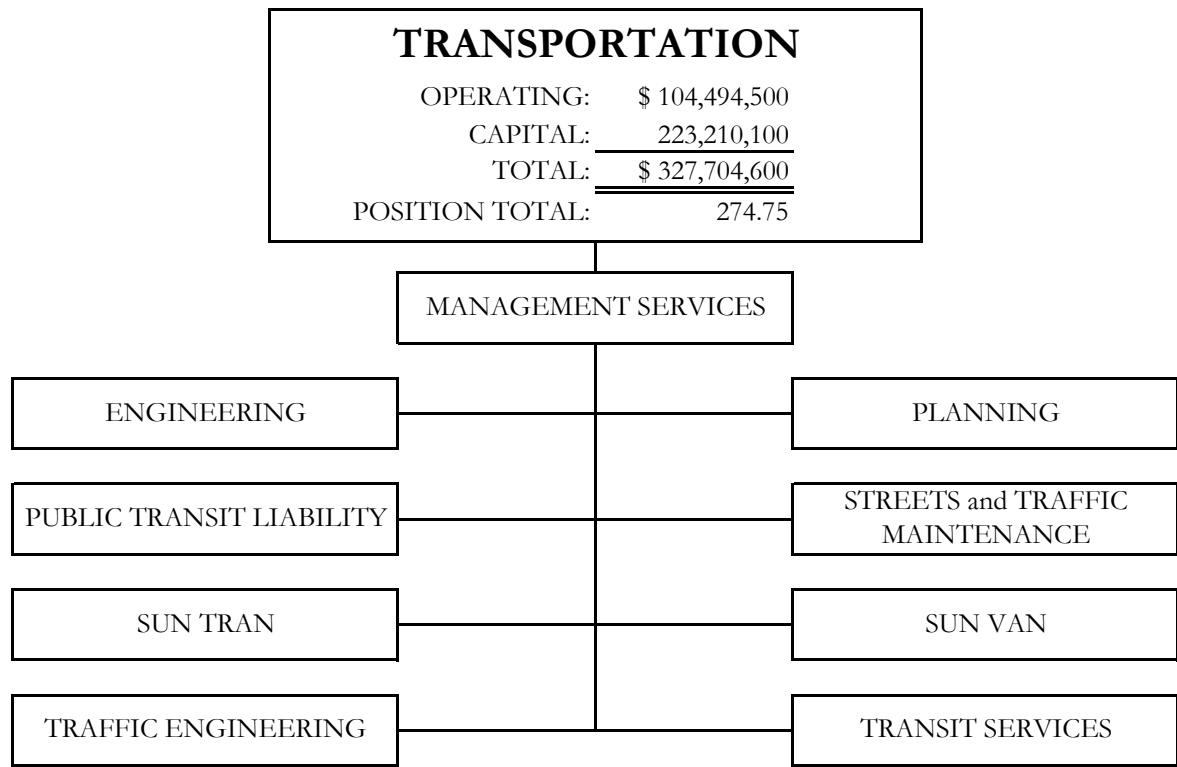 TRANSPORTATION
OPERATING: $ 104,494,500
CAPITAL: 223,210,100
TOTAL: $ 327,704,600
POSITION TOTAL: 274.75
MANAGEMENT SERVICES
ENGINEERING
PLANNING
PUBLIC TRANSIT LIABILITY
STREETS and TRAFFIC
MAINTENANCE
SUN TRAN
SUN VAN
TRAFFIC ENGINEERING
TRANSIT SERVICES